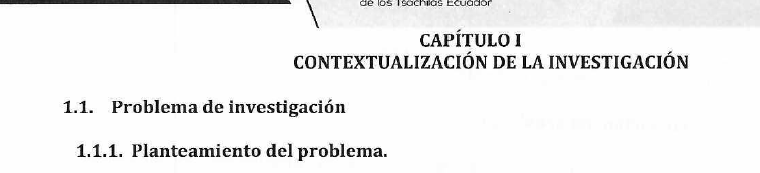 de los Tsáchilas Ecuador
CAPÍTULO I
CONTEXTUALIZACIÓN DE LA INVESTIGACIÓN
1.1. Problema de investigación
1.1.1. Planteamiento del problema.